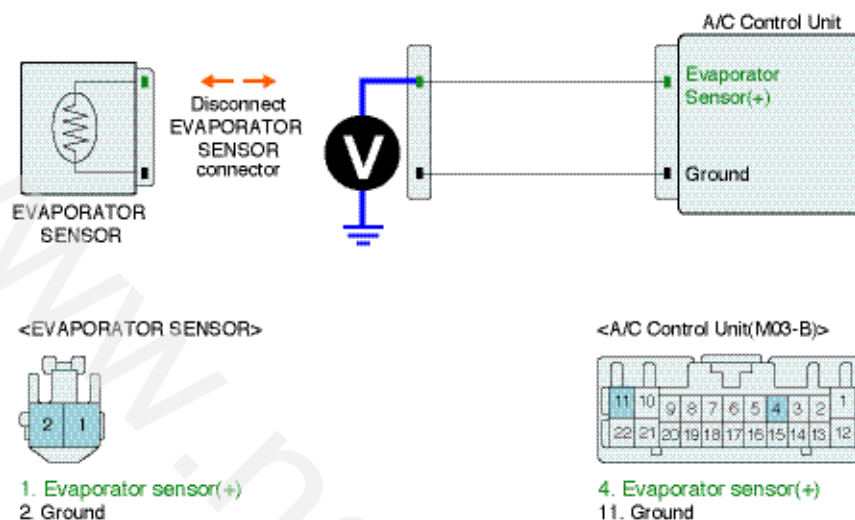 A/C Control Unit
Evaporator
Sensor(+)
Disconnect
EVAPORATOR
SENSOR
connector
V
Ground
EVAPORATOR
SENSOR
<EVAPORATOR SENSOR>
<A/C Control Unit(M03-B)>
2 1
11 10 9 8 7 6 5 4 3 2 1
22 21 20 19 18 17 16 15 14 13 12
1. Evaporator sensor(+)
2. Ground
4. Evaporator sensor(+)
11. Ground